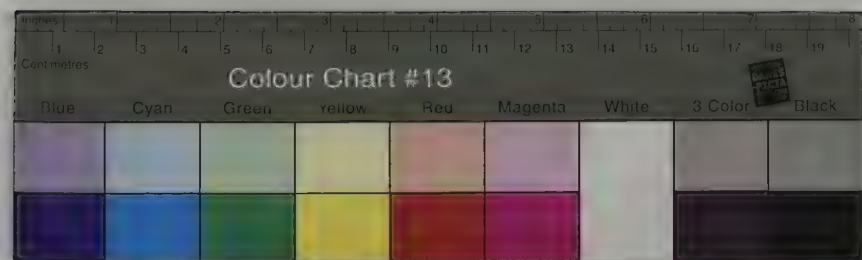 Inches 1 2 3 4 5 6 7 8
1 2 3 4 5 6 7 8 9 10 11 12 13 14 15 16 17 18 19
Centimetres
Colour Chart #13
Blue Cyan Green Yellow Red Magenta White 3 Color Black